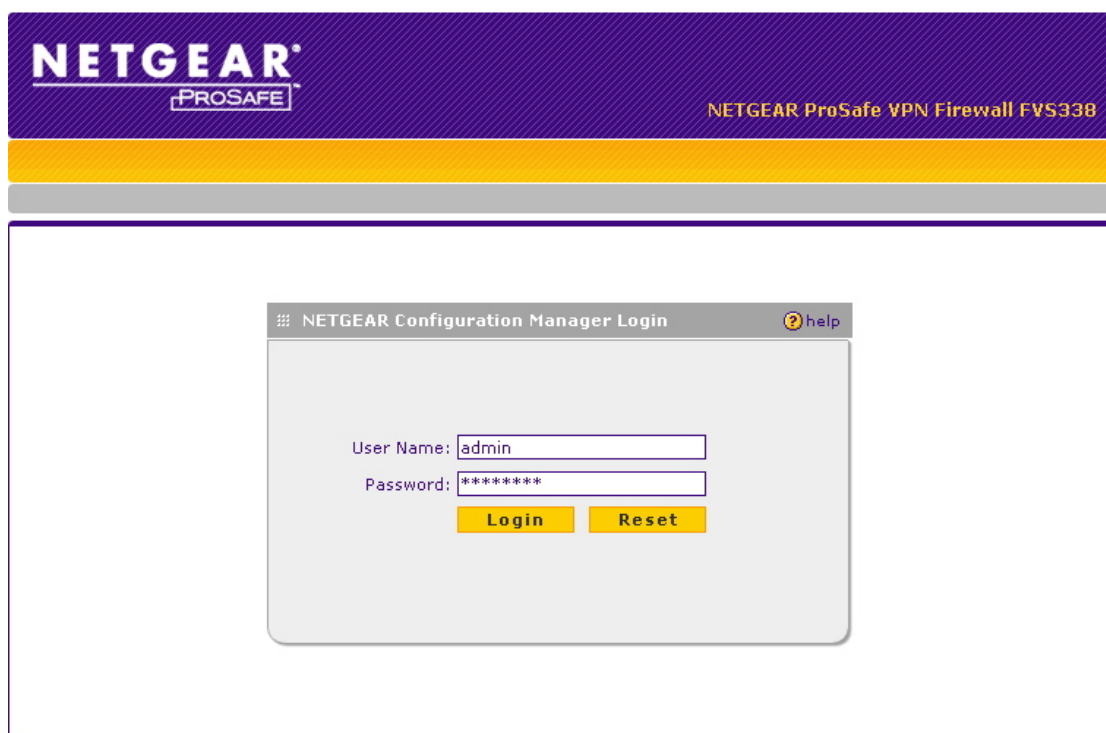 NETGEAR®
PROSAFE™
NETGEAR ProSafe VPN Firewall FVS338
NETGEAR Configuration Manager Login
?help
User Name: admin
Password: ********
Login Reset